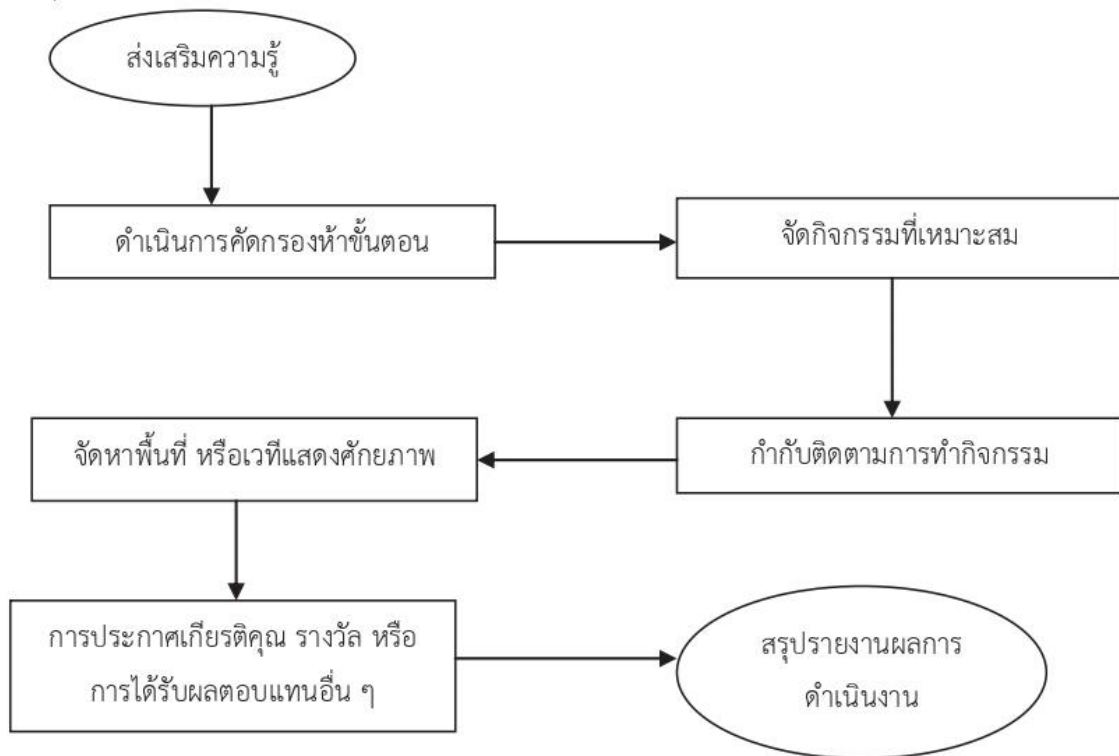 ส่งเสริมความรู้
ดำเนินการคัดกรองห้าขั้นตอน
จัดกิจกรรมที่เหมาะสม
กำกับติดตามการทำกิจกรรม
จัดหาพื้นที่ หรือเวทีแสดงศักยภาพ
การประกาศเกียรติคุณ รางวัล หรือ
การได้รับผลตอบแทนอื่น ๆ
สรุปรายงานผลการ
ดำเนินงาน